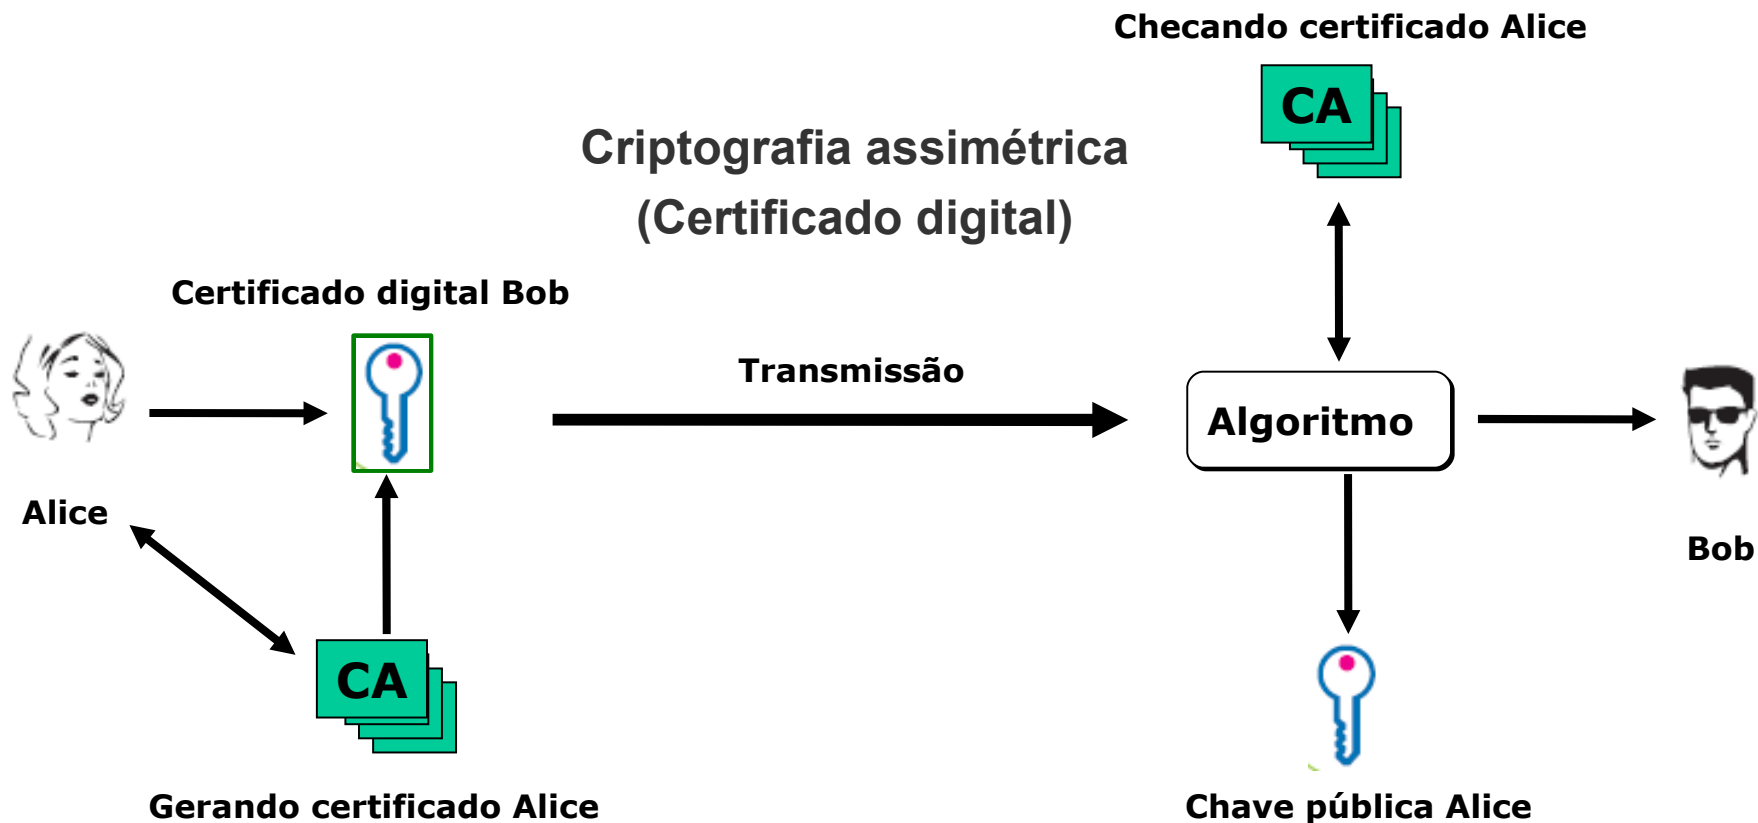 Checando certificado Alice
CA
Criptografia assimétrica
(Certificado digital)
Certificado digital Bob
Transmissão
Algoritmo
Alice
Bob
CA
Gerando certificado Alice
Chave pública Alice